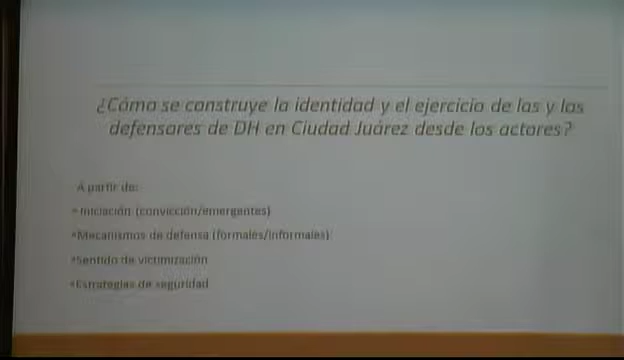 ¿Cómo se construye la identidad y el ejercicio de las y los
defensores de DH en Ciudad Juárez desde los actores?
A partir de:
Iniciación (convicción/emergentes)
Mecanismos de defensa (formales/informales)
Sentido de victimización
Estrategias de seguridad